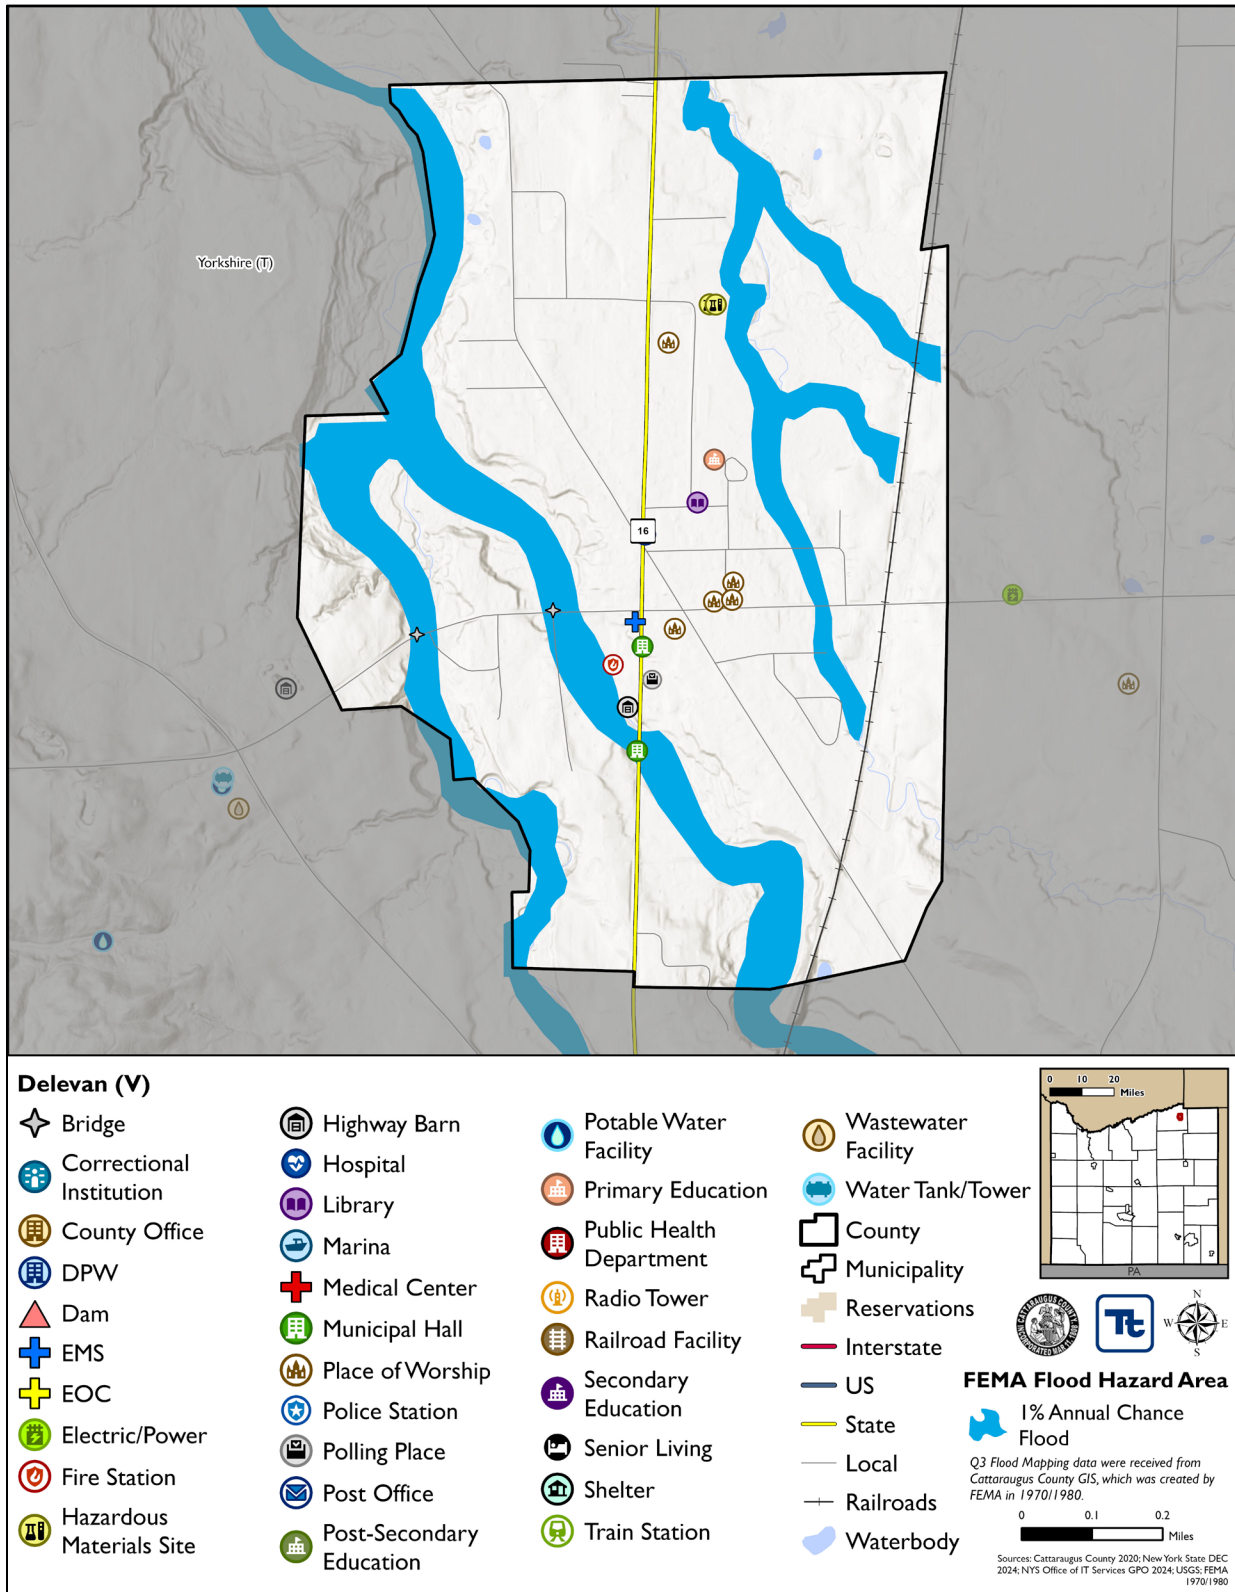 Yorkshire (T)
16
Delevan (V)
Bridge
Correctional
Institution
County Office
DPW
Dam
EMS
EOC
Electric/Power
Fire Station
Hazardous
Materials Site
Highway Barn
Hospital
Library
Marina
Medical Center
Municipal Hall
Place of Worship
Police Station
Polling Place
Post Office
Post-Secondary
Education
Potable Water
Facility
Primary Education
Public Health
Department
Radio Tower
Railroad Facility
Secondary
Education
Senior Living
Shelter
Train Station
Wastewater
Facility
Water Tank/Tower
County
Municipality
Reservations
Interstate
US
State
Local
Railroads
Waterbody
0 10 20
Miles
PA
CATTARAUGUS COUNTY
Tt
N
W E
S
FEMA Flood Hazard Area
1% Annual Chance
Flood
Q3 Flood Mapping data were received from
Cattaraugus County GIS, which was created by
FEMA in 1970/1980.
0 0.1 0.2
Miles
Sources: Cattaraugus County 2020; New York State DEC
2024; NYS Office of IT Services GPO 2024; USGS; FEMA
1970/1980